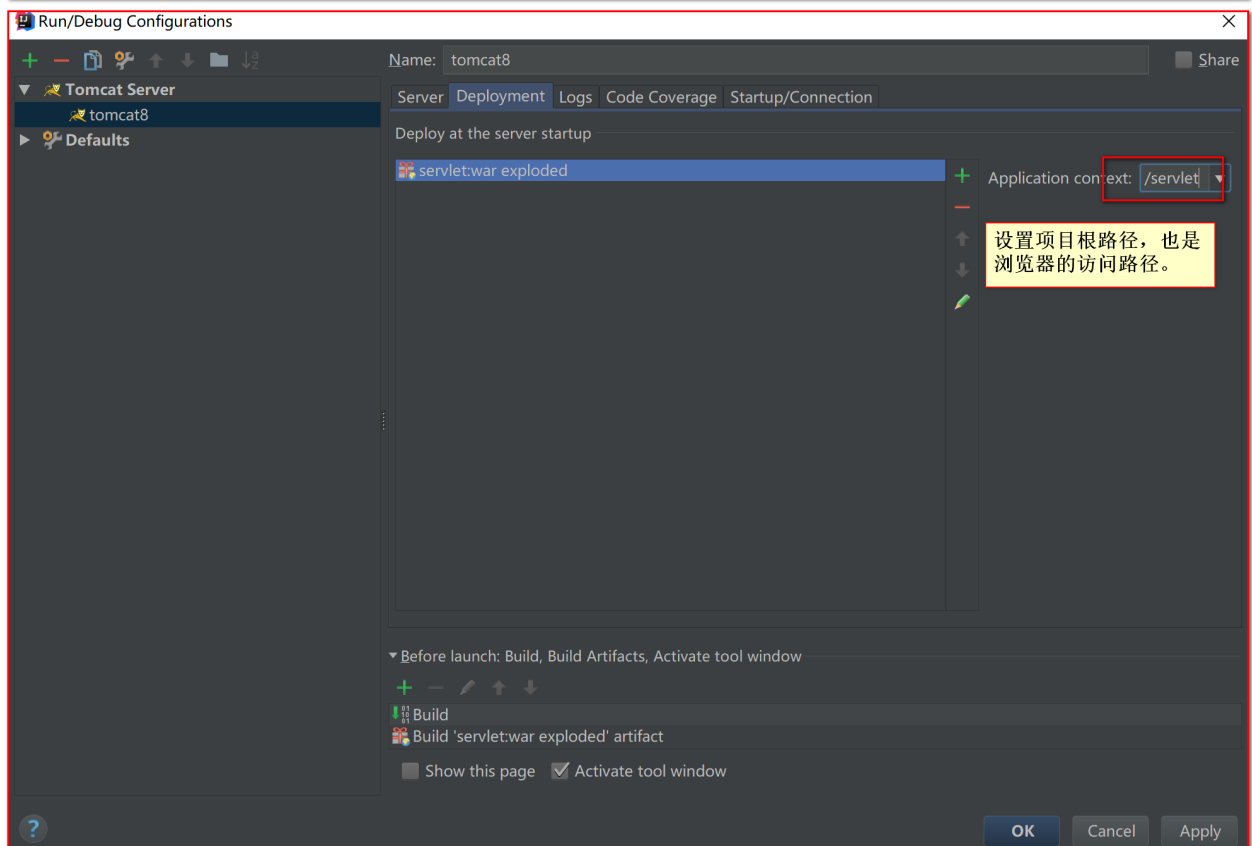 Run/Debug Configurations
Name: tomcat8
Share
Tomcat Server
tomcat8
Defaults
Server Deployment Logs Code Coverage Startup/Connection
Deploy at the server startup
servlet:war exploded
Application context: /servlet
设置项目根路径，也是
浏览器的访问路径。
Before launch: Build, Build Artifacts, Activate tool window
Build
Build 'servlet:war exploded' artifact
Show this page Activate tool window
OK Cancel Apply